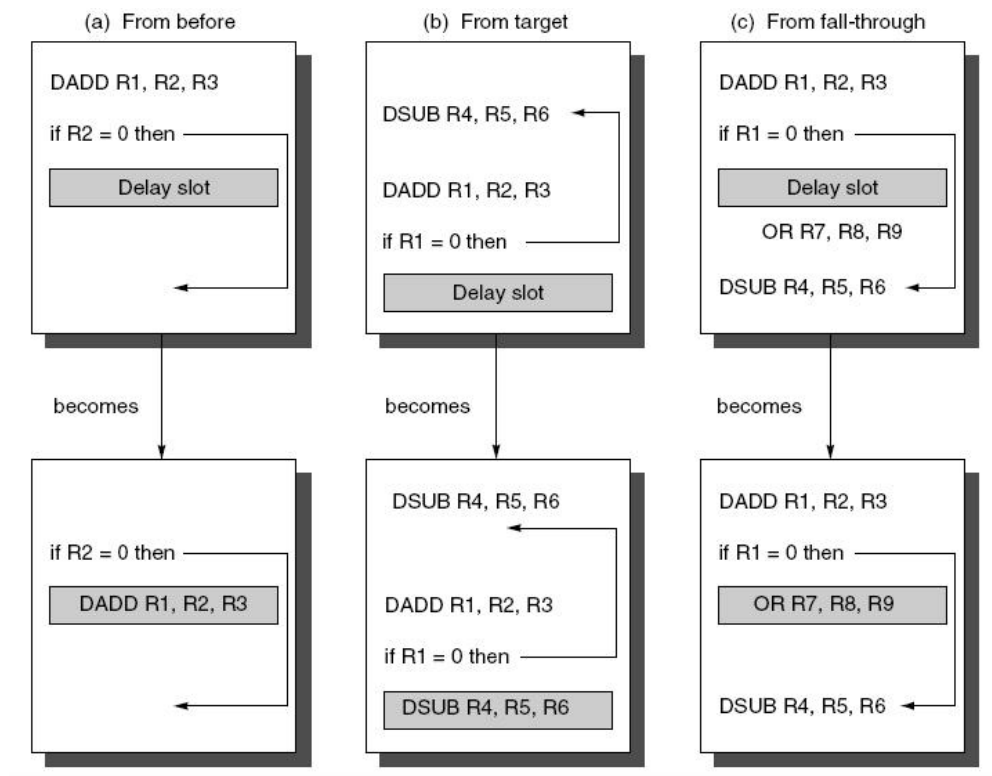 (a) From before
DADD R1, R2, R3
if R2 = 0 then
Delay slot
becomes
if R2 = 0 then
DADD R1, R2, R3
(b) From target
DSUB R4, R5, R6
DADD R1, R2, R3
if R1 = 0 then
Delay slot
becomes
DSUB R4, R5, R6
DADD R1, R2, R3
if R1 = 0 then
DSUB R4, R5, R6
(c) From fall-through
DADD R1, R2, R3
if R1 = 0 then
Delay slot
OR R7, R8, R9
DSUB R4, R5, R6
becomes
DADD R1, R2, R3
if R1 = 0 then
OR R7, R8, R9
DSUB R4, R5, R6